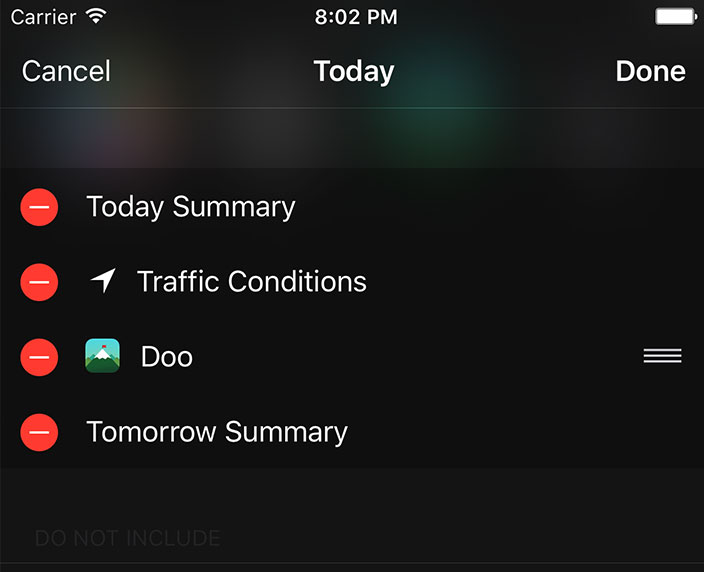 Carrier 8:02 PM
Cancel Today Done
Today Summary
Traffic Conditions
Doo
Tomorrow Summary
DO NOT INCLUDE